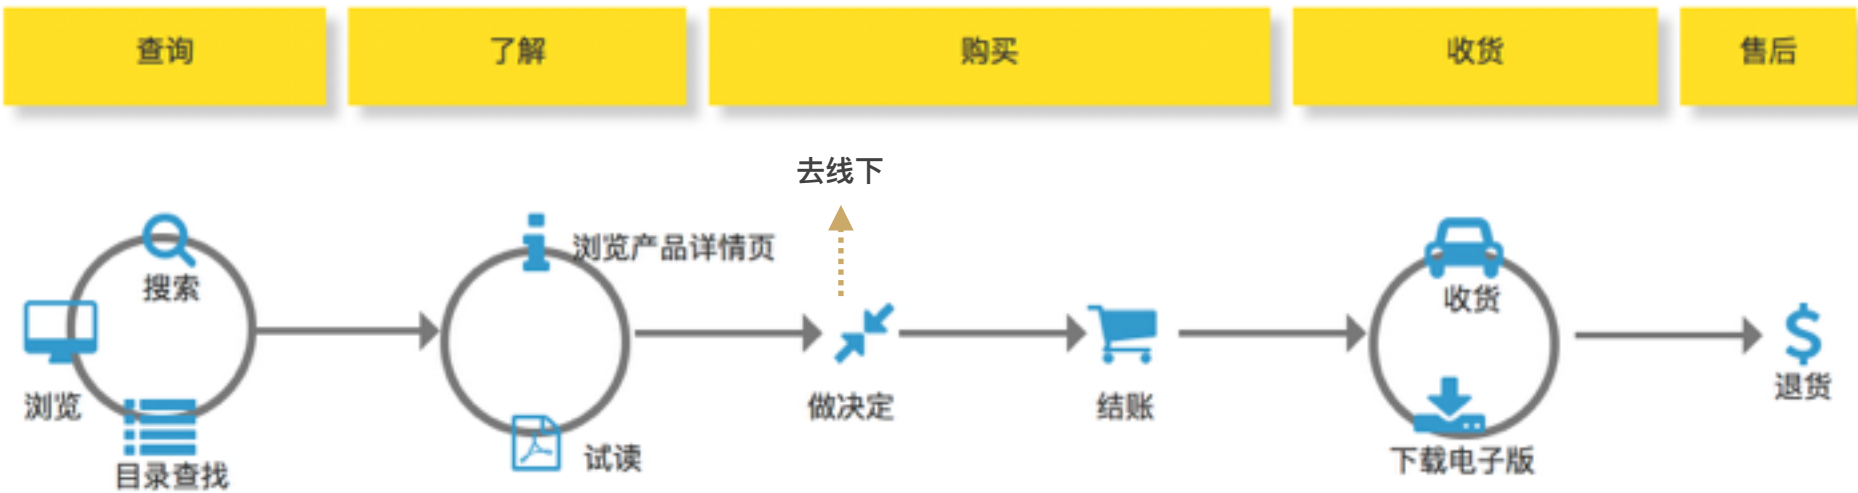 查询
了解
购买
收货
售后
去线下
搜索
浏览
目录查找
浏览产品详情页
试读
做决定
结账
收货
下载电子版
退货